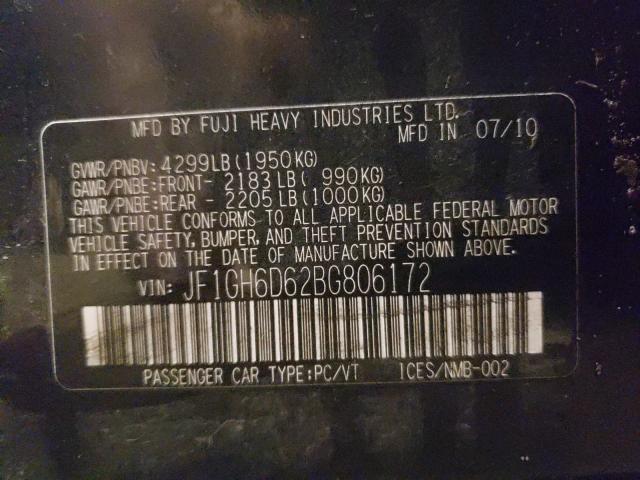 MFD BY FUJI HEAVY INDUSTRIES LTD.
MFD IN 07/10
GVWR/PNBV: 4299LB (1950KG)
GAWR/PNBE: FRONT- 2183 LB ( 990KG)
GAWR/PNBE: REAR - 2205 LB (1000KG)
THIS VEHICLE CONFORMS TO ALL APPLICABLE FEDERAL MOTOR
VEHICLE SAFETY, BUMPER, AND THEFT PREVENTION STANDARDS
IN EFFECT ON THE DATE OF MANUFACTURE SHOWN ABOVE.
VIN: JF1GH6D62BG806172
PASSENGER CAR TYPE:PC/VT ICES/NMB-002